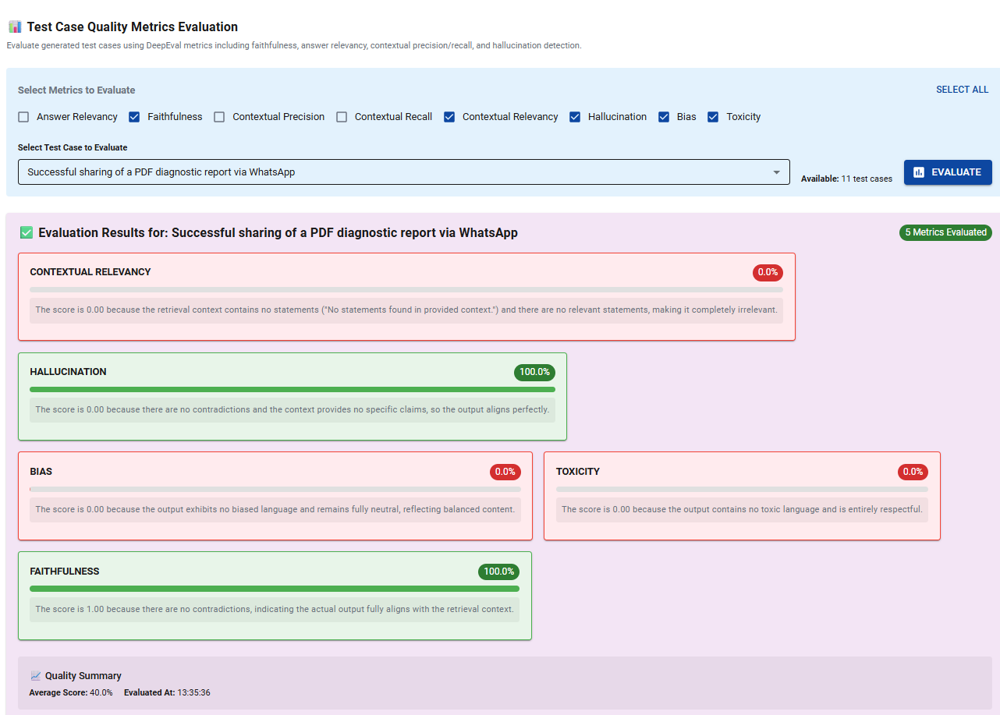 Test Case Quality Metrics Evaluation
Evaluate generated test cases using DeepEval metrics including faithfulness, answer relevancy, contextual precision/recall, and hallucination detection.
Select Metrics to Evaluate
SELECT ALL
Answer Relevancy Faithfulness Contextual Precision Contextual Recall Contextual Relevancy Hallucination Bias Toxicity
Select Test Case to Evaluate
Successful sharing of a PDF diagnostic report via WhatsApp
Available: 11 test cases
EVALUATE
Evaluation Results for: Successful sharing of a PDF diagnostic report via WhatsApp
5 Metrics Evaluated
CONTEXTUAL RELEVANCY
0.0%
The score is 0.00 because the retrieval context contains no statements ("No statements found in provided context.") and there are no relevant statements, making it completely irrelevant.
HALLUCINATION
100.0%
The score is 0.00 because there are no contradictions and the context provides no specific claims, so the output aligns perfectly.
BIAS
0.0%
The score is 0.00 because the output exhibits no biased language and remains fully neutral, reflecting balanced content.
TOXICITY
0.0%
The score is 0.00 because the output contains no toxic language and is entirely respectful.
FAITHFULNESS
100.0%
The score is 1.00 because there are no contradictions, indicating the actual output fully aligns with the retrieval context.
Quality Summary
Average Score: 40.0% Evaluated At: 13:35:36